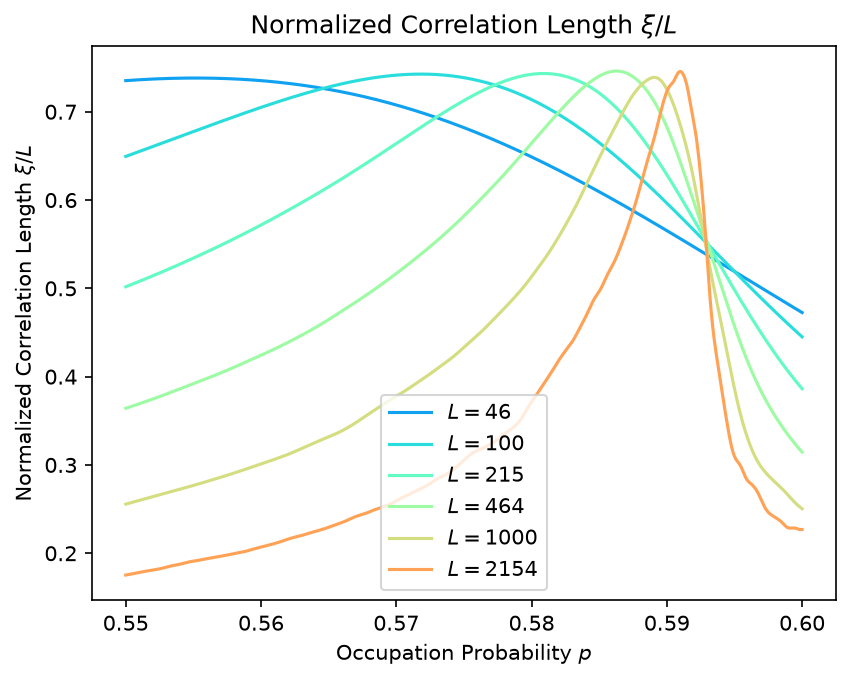 Normalized Correlation Length ξ/L
Normalized Correlation Length ξ/L
0.7
0.6
0.5
0.4
0.3
0.2
L = 46
L = 100
L = 215
L = 464
L = 1000
L = 2154
0.55 0.56 0.57 0.58 0.59 0.60
Occupation Probability p